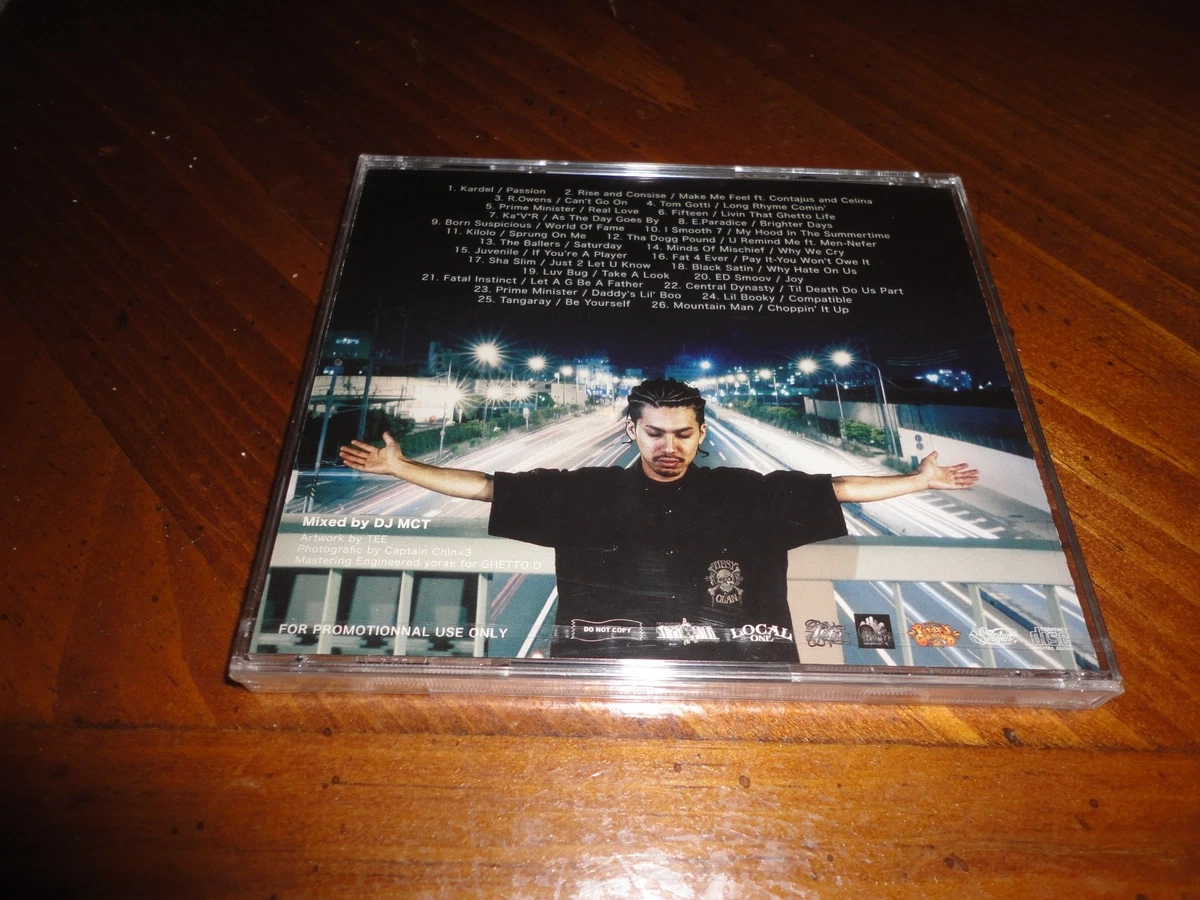 1. Kardel / Passion 2. Rise and Consise / Make Me Feel ft. Contajus and Celina
3. R.Owens / Can't Go On 4. Tom Gotti / Long Rhyme Comin'
5. Prime Minister / Real Love 6. Fifteen / Livin That Ghetto Life
7. Ka"V"R / As The Day Goes By 8. E.Paradice / Brighter Days
9. Born Suspicious / World Of Fame 10. I Smooth 7 / My Hood In The Summertime
11. Kilolo / Sprung On Me 12. Tha Dogg Pound / U Remind Me ft. Men-Nefer
13. The Ballers / Saturday 14. Minds Of Mischief / Why We Cry
15. Juvenile / If You're A Player 16. Fat 4 Ever / Pay It-You Won't Owe It
17. Sha Slim / Just 2 Let U Know 18. Black Satin / Why Hate On Us
19. Luv Bug / Take A Look 20. ED Smoov / Joy
21. Fatal Instinct / Let A G Be A Father 22. Central Dynasty / Til Death Do Us Part
23. Prime Minister / Daddy's Lil' Boo 24. Lil Booky / Compatible
25. Tangaray / Be Yourself 26. Mountain Man / Choppin' It Up
Mixed by DJ MCT
Artwork by TEE
Photografic by Captain Chin×3
Mastering Engineered yorae for GHETTO D
CLAN
FOR PROMOTIONNAL USE ONLY
DO NOT COPY
LOCAL
ONE
COMPACT
disc
DIGITAL AUDIO